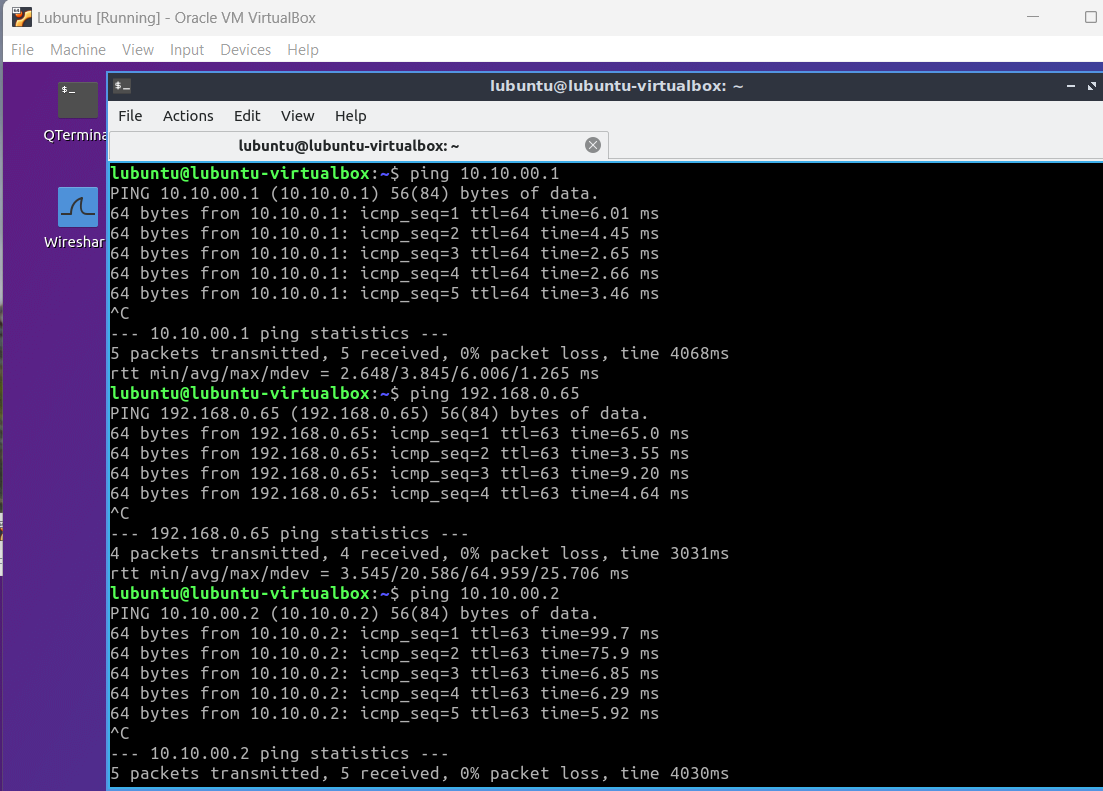 Lubuntu [Running] - Oracle VM VirtualBox
File Machine View Input Devices Help
$_
QTermina
Wireshar
$_
lubuntu@lubuntu-virtualbox: ~
File Actions Edit View Help
lubuntu@lubuntu-virtualbox: ~
lubuntu@lubuntu-virtualbox:~$ ping 10.10.00.1
PING 10.10.00.1 (10.10.0.1) 56(84) bytes of data.
64 bytes from 10.10.0.1: icmp_seq=1 ttl=64 time=6.01 ms
64 bytes from 10.10.0.1: icmp_seq=2 ttl=64 time=4.45 ms
64 bytes from 10.10.0.1: icmp_seq=3 ttl=64 time=2.65 ms
64 bytes from 10.10.0.1: icmp_seq=4 ttl=64 time=2.66 ms
64 bytes from 10.10.0.1: icmp_seq=5 ttl=64 time=3.46 ms
^C
--- 10.10.00.1 ping statistics ---
5 packets transmitted, 5 received, 0% packet loss, time 4068ms
rtt min/avg/max/mdev = 2.648/3.845/6.006/1.265 ms
lubuntu@lubuntu-virtualbox:~$ ping 192.168.0.65
PING 192.168.0.65 (192.168.0.65) 56(84) bytes of data.
64 bytes from 192.168.0.65: icmp_seq=1 ttl=63 time=65.0 ms
64 bytes from 192.168.0.65: icmp_seq=2 ttl=63 time=3.55 ms
64 bytes from 192.168.0.65: icmp_seq=3 ttl=63 time=9.20 ms
64 bytes from 192.168.0.65: icmp_seq=4 ttl=63 time=4.64 ms
^C
--- 192.168.0.65 ping statistics ---
4 packets transmitted, 4 received, 0% packet loss, time 3031ms
rtt min/avg/max/mdev = 3.545/20.586/64.959/25.706 ms
lubuntu@lubuntu-virtualbox:~$ ping 10.10.00.2
PING 10.10.00.2 (10.10.0.2) 56(84) bytes of data.
64 bytes from 10.10.0.2: icmp_seq=1 ttl=63 time=99.7 ms
64 bytes from 10.10.0.2: icmp_seq=2 ttl=63 time=75.9 ms
64 bytes from 10.10.0.2: icmp_seq=3 ttl=63 time=6.85 ms
64 bytes from 10.10.0.2: icmp_seq=4 ttl=63 time=6.29 ms
64 bytes from 10.10.0.2: icmp_seq=5 ttl=63 time=5.92 ms
^C
--- 10.10.00.2 ping statistics ---
5 packets transmitted, 5 received, 0% packet loss, time 4030ms